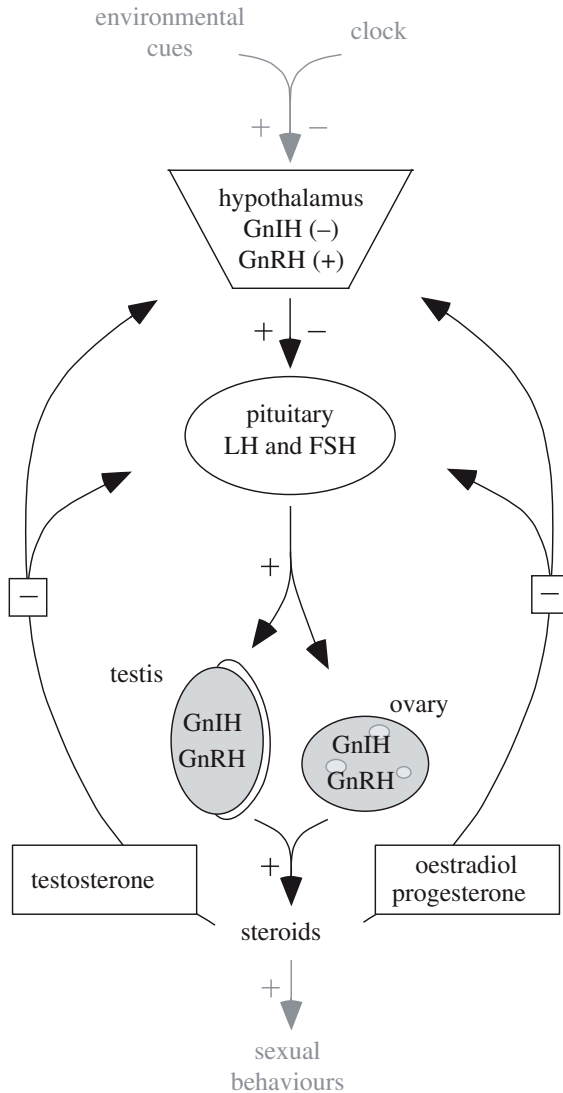 environmental
cues
clock
+ –
hypothalamus
GnIH (–)
GnRH (+)
+ –
pituitary
LH and FSH
+
–
–
testis
ovary
GnIH
GnRH
GnIH
GnRH
+
testosterone
oestradiol
progesterone
steroids
+
sexual
behaviours